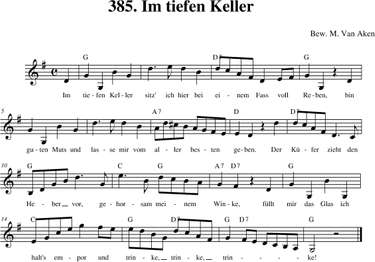 385. Im tiefen Keller
Bew. M. Van Aken
G G D7 D G
Im tie- fen Kel- ler sitz' ich hier bei ei- nem Fass voll Re- ben, bin
5 G A7 D D
gu- ten Muts und las- se mir vom al- ler bes- ten ge- ben. Der Kü- fer zieht den
10 B G C G A7 D7 G
He- ber vor, ge- hor- sam mei- nem Win- ke, füllt mir das Glas ich
14 C G G D7 G
halt's em- por und trin- ke, trin- ke, trin- ke!